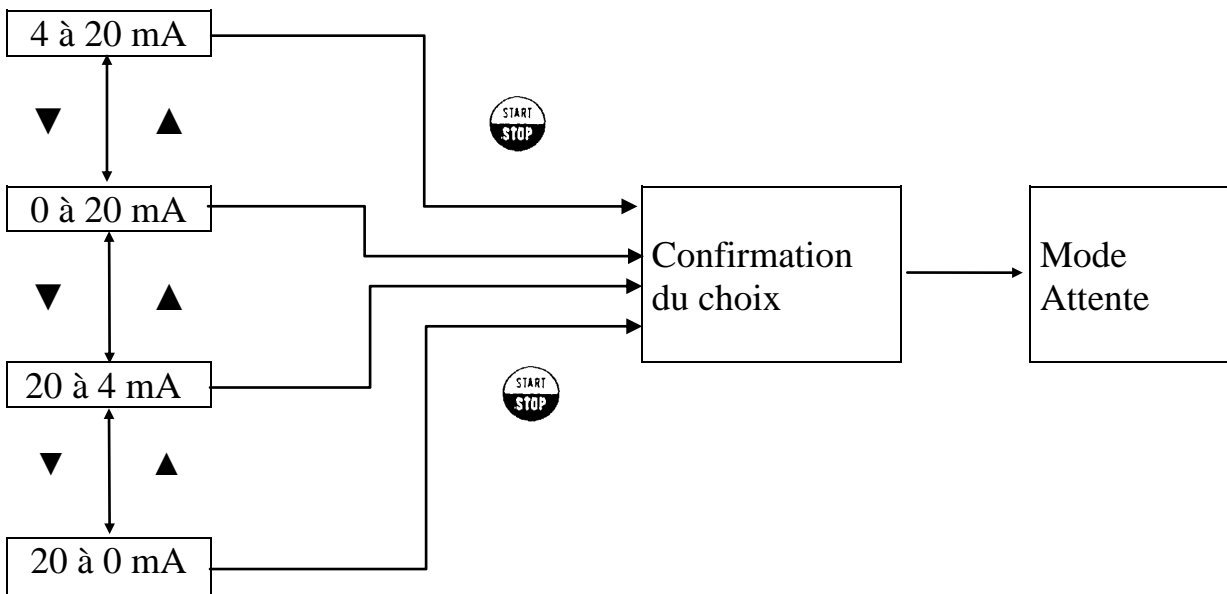 4 à 20 mA
▼ ▲
START
STOP
0 à 20 mA
Confirmation
du choix
Mode
Attente
▼ ▲
20 à 4 mA
START
STOP
▼ ▲
20 à 0 mA